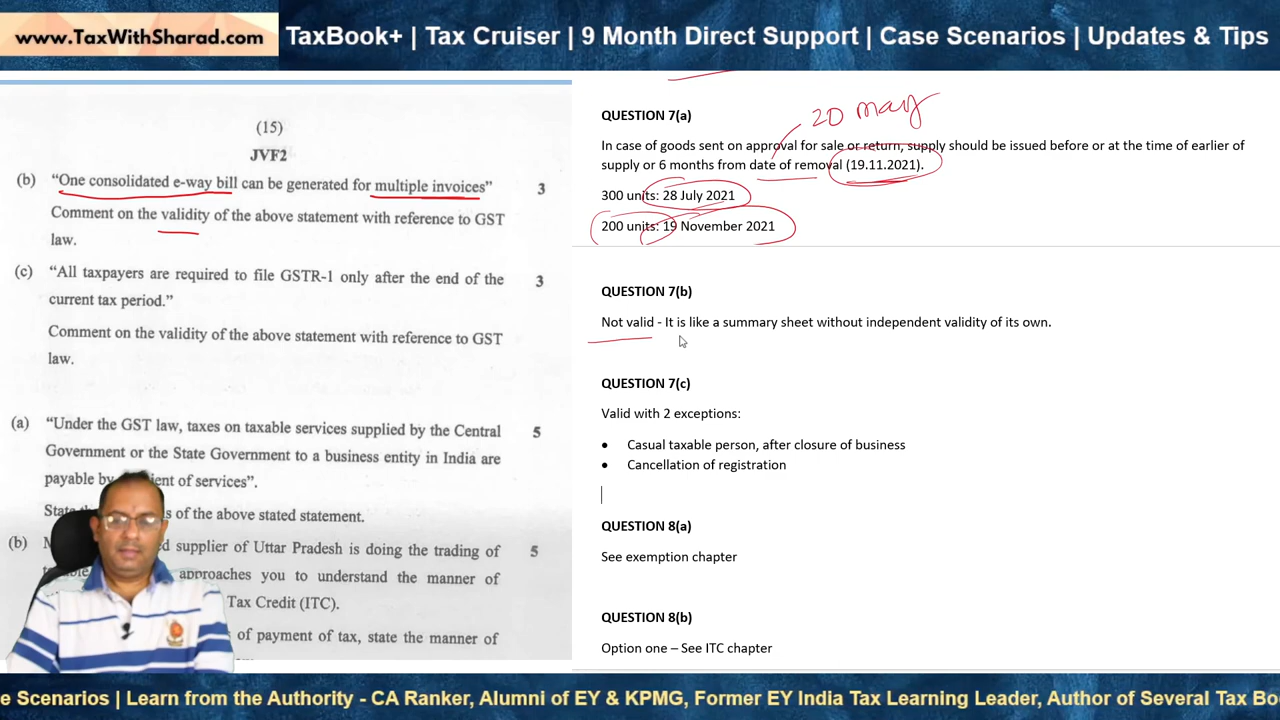 www.TaxWithSharad.com
TaxBook+ | Tax Cruiser | 9 Month Direct Support | Case Scenarios | Updates & Tips
(15)
JVF2
(b) "One consolidated e-way bill can be generated for multiple invoices" 3
Comment on the validity of the above statement with reference to GST
law.
(c) "All taxpayers are required to file GSTR-1 only after the end of the 3
current tax period."
Comment on the validity of the above statement with reference to GST
law.
(a) "Under the GST law, taxes on taxable services supplied by the Central 5
Government or the State Government to a business entity in India are
payable by ient of services".
State s of the above stated statement.
(b) M d supplier of Uttar Pradesh is doing the trading of 5
approaches you to understand the manner of
Tax Credit (ITC).
of payment of tax, state the manner of
20 may
QUESTION 7(a)
In case of goods sent on approval for sale or return, supply should be issued before or at the time of earlier of
supply or 6 months from date of removal (19.11.2021).
300 units: 28 July 2021
200 units: 19 November 2021
QUESTION 7(b)
Not valid - It is like a summary sheet without independent validity of its own.
QUESTION 7(c)
Valid with 2 exceptions:
• Casual taxable person, after closure of business
• Cancellation of registration
QUESTION 8(a)
See exemption chapter
QUESTION 8(b)
Option one – See ITC chapter
e Scenarios | Learn from the Authority - CA Ranker, Alumni of EY & KPMG, Former EY India Tax Learning Leader, Author of Several Tax Bo